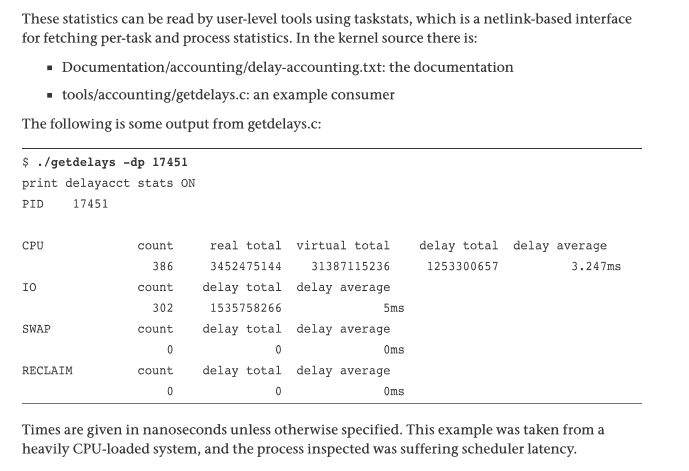 These statistics can be read by user-level tools using taskstats, which is a netlink-based interface
for fetching per-task and process statistics. In the kernel source there is:
▪ Documentation/accounting/delay-accounting.txt: the documentation
▪ tools/accounting/getdelays.c: an example consumer
The following is some output from getdelays.c:
$ ./getdelays -dp 17451
print delayacct stats ON
PID    17451
CPU             count     real total  virtual total    delay total  delay average
                  386     3452475144    31387115236     1253300657        3.247ms
IO              count    delay total  delay average
                  302     1535758266            5ms
SWAP            count    delay total  delay average
                    0              0            0ms
RECLAIM         count    delay total  delay average
                    0              0            0ms
Times are given in nanoseconds unless otherwise specified. This example was taken from a
heavily CPU-loaded system, and the process inspected was suffering scheduler latency.